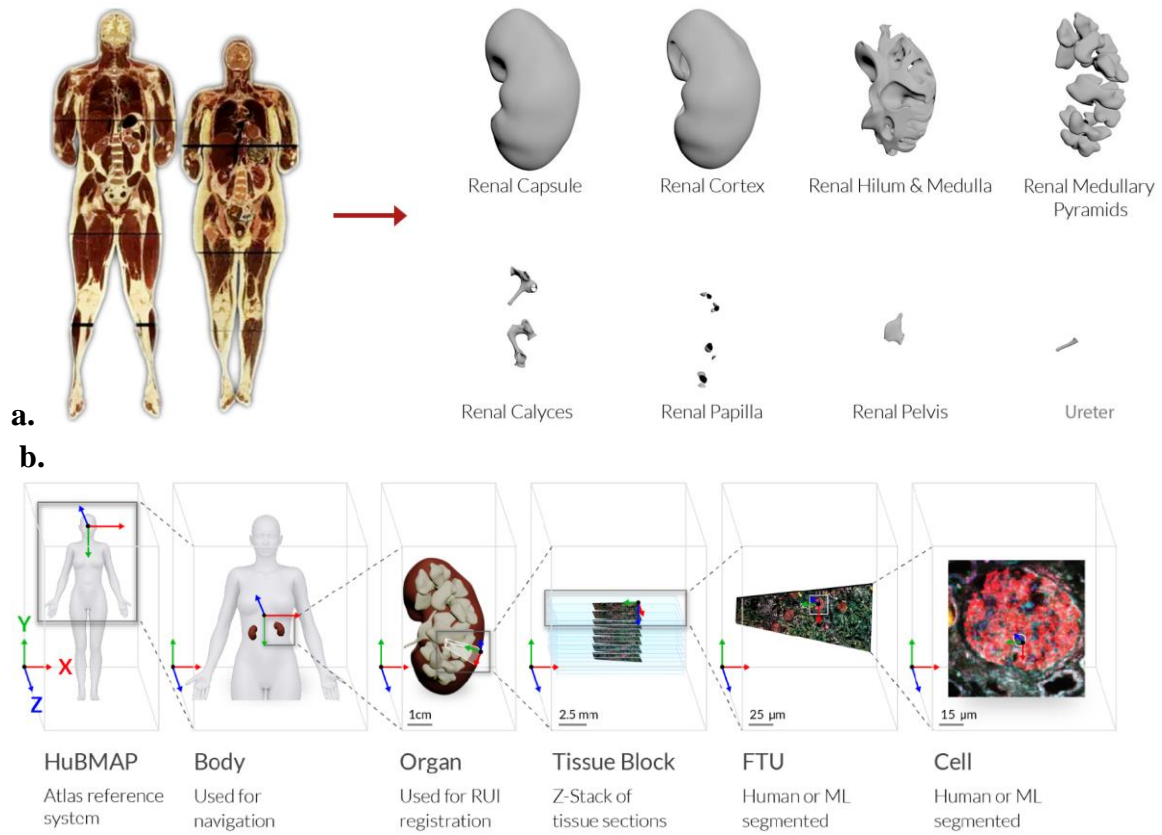 Renal Capsule
Renal Cortex
Renal Hilum & Medulla
Renal Medullary
Pyramids
Renal Calyces
Renal Papilla
Renal Pelvis
Ureter
a.
b.
Y
X
Z
1cm
2.5 mm
25 µm
15 µm
HuBMAP
Atlas reference
system
Body
Used for
navigation
Organ
Used for RUI
registration
Tissue Block
Z-Stack of
tissue sections
FTU
Human or ML
segmented
Cell
Human or ML
segmented